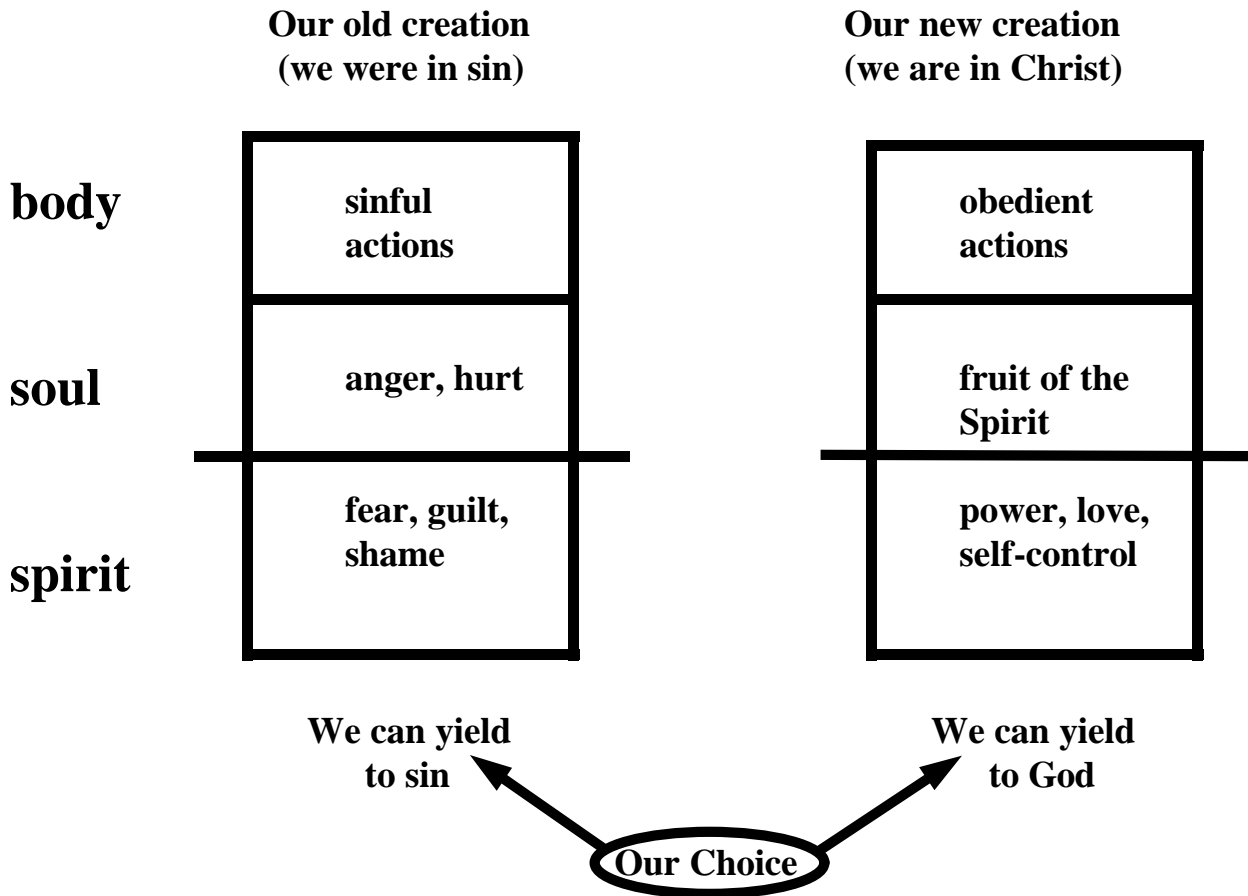 Our old creation
(we were in sin)
Our new creation
(we are in Christ)
body
sinful
actions
obedient
actions
soul
anger, hurt
fruit of the
Spirit
spirit
fear, guilt,
shame
power, love,
self-control
We can yield
to sin
We can yield
to God
Our Choice